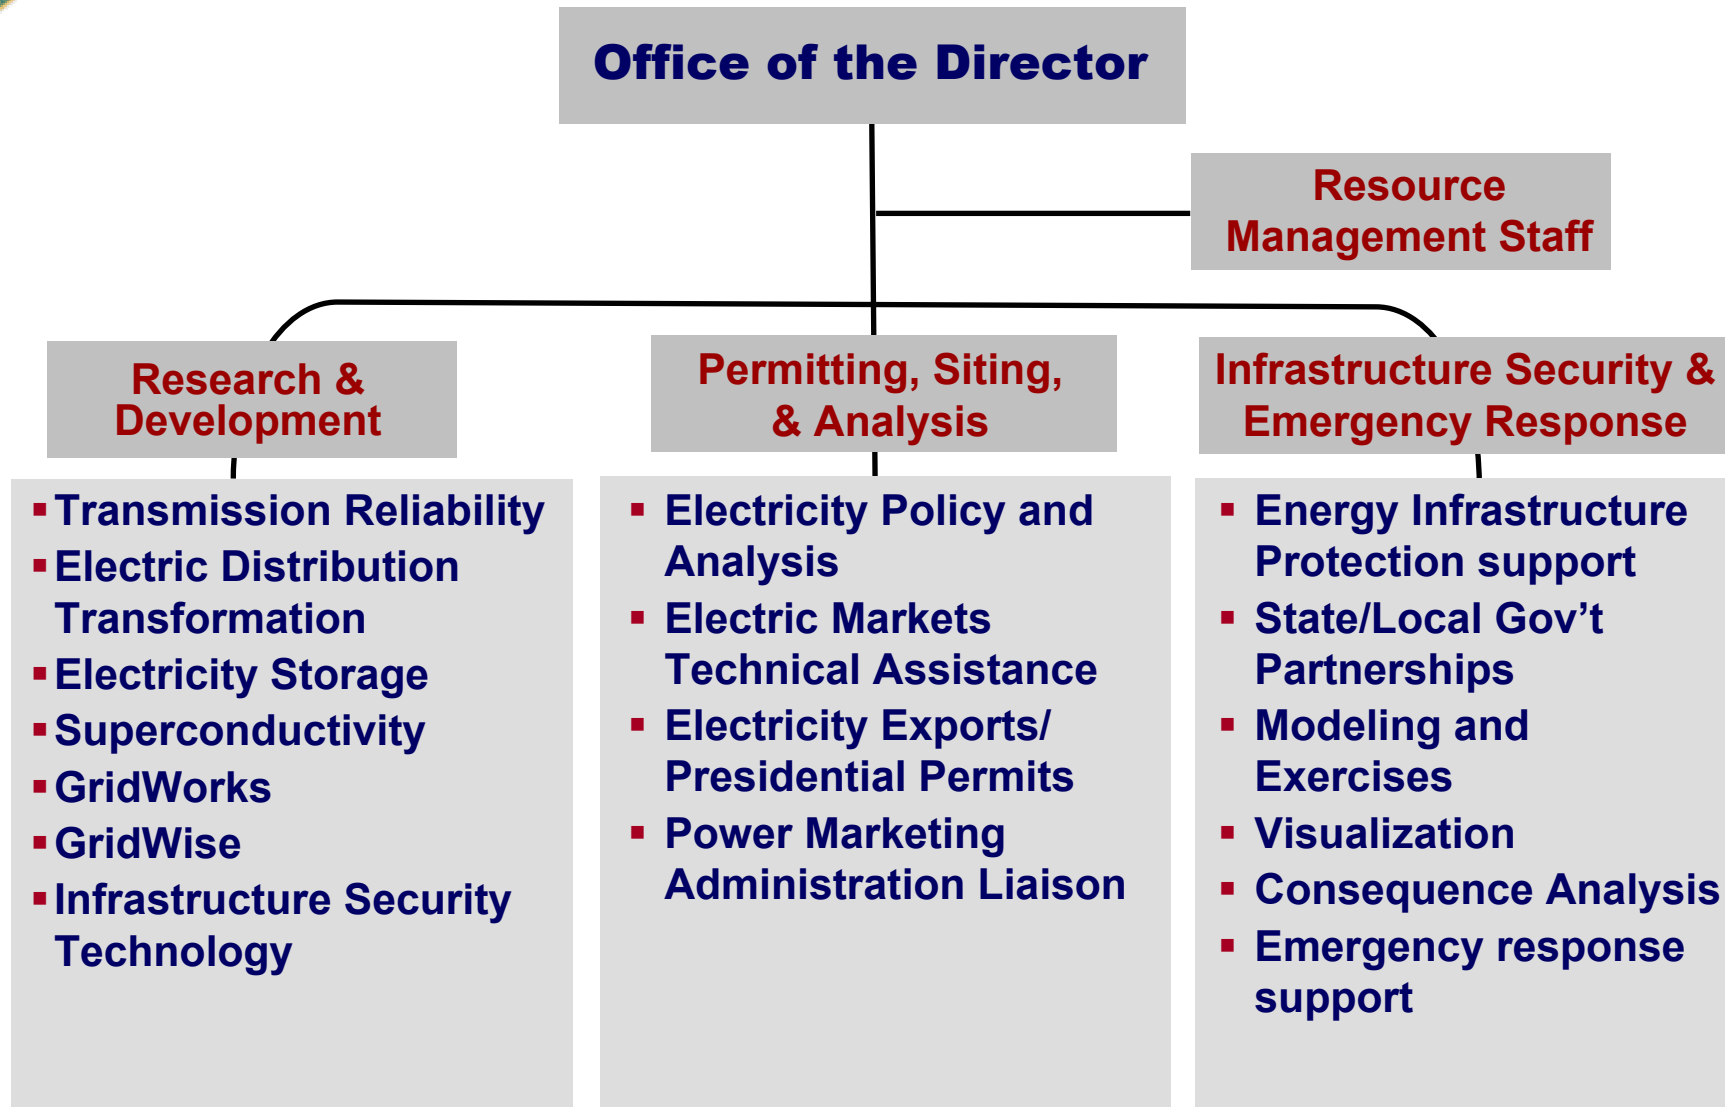 Office of the Director
Resource
Management Staff
Research &
Development
Permitting, Siting,
& Analysis
Infrastructure Security &
Emergency Response
▪Transmission Reliability
▪Electric Distribution
Transformation
▪Electricity Storage
▪Superconductivity
▪GridWorks
▪GridWise
▪Infrastructure Security
Technology
▪ Electricity Policy and
Analysis
▪ Electric Markets
Technical Assistance
▪ Electricity Exports/
Presidential Permits
▪ Power Marketing
Administration Liaison
▪ Energy Infrastructure
Protection support
▪ State/Local Gov’t
Partnerships
▪ Modeling and
Exercises
▪ Visualization
▪ Consequence Analysis
▪ Emergency response
support